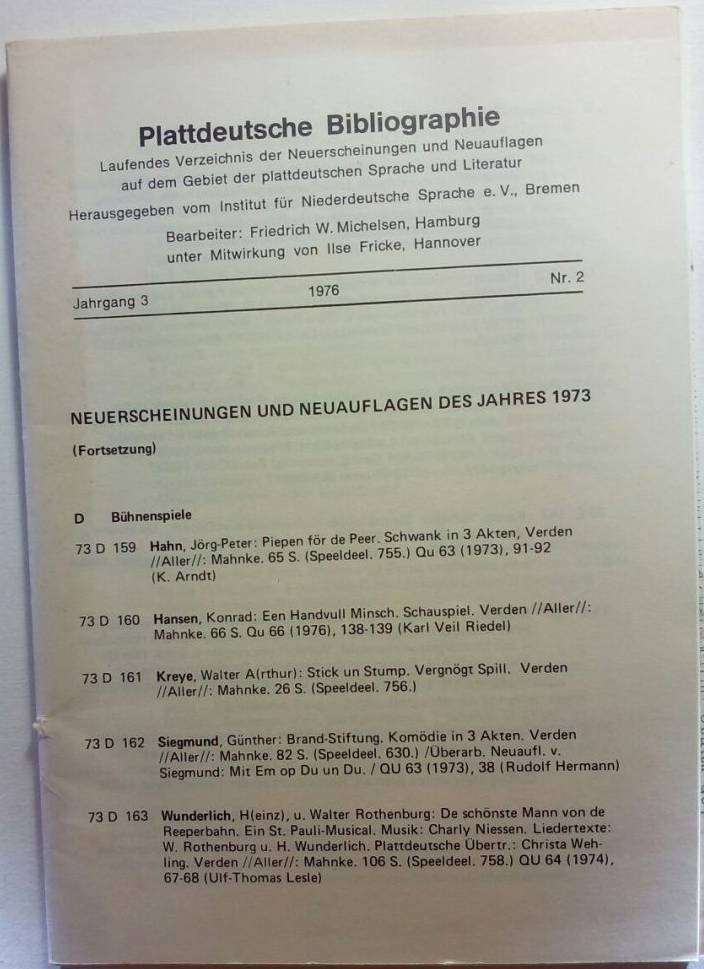 Plattdeutsche Bibliographie
Laufendes Verzeichnis der Neuerscheinungen und Neuauflagen
auf dem Gebiet der plattdeutschen Sprache und Literatur
Herausgegeben vom Institut für Niederdeutsche Sprache e. V., Bremen
Bearbeiter: Friedrich W. Michelsen, Hamburg
unter Mitwirkung von Ilse Fricke, Hannover
Jahrgang 3 1976 Nr. 2
NEUERSCHEINUNGEN UND NEUAUFLAGEN DES JAHRES 1973
(Fortsetzung)
D Bühnenspiele
73 D 159 Hahn, Jörg-Peter: Piepen för de Peer. Schwank in 3 Akten, Verden
//Aller//: Mahnke. 65 S. (Speeldeel. 755.) Qu 63 (1973), 91-92
(K. Arndt)
73 D 160 Hansen, Konrad: Een Handvull Minsch. Schauspiel. Verden //Aller//:
Mahnke. 66 S. Qu 66 (1976), 138-139 (Karl Veil Riedel)
73 D 161 Kreye, Walter A(rthur): Stick un Stump. Vergnögt Spill. Verden
//Aller//: Mahnke. 26 S. (Speeldeel. 756.)
73 D 162 Siegmund, Günther: Brand-Stiftung. Komödie in 3 Akten. Verden
//Aller//: Mahnke. 82 S. (Speeldeel. 630.) /Überarb. Neuaufl. v.
Siegmund: Mit Em op Du un Du. / QU 63 (1973), 38 (Rudolf Hermann)
73 D 163 Wunderlich, H(einz), u. Walter Rothenburg: De schönste Mann von de
Reeperbahn. Ein St. Pauli-Musical. Musik: Charly Niessen. Liedertexte:
W. Rothenburg u. H. Wunderlich. Plattdeutsche Übertr.: Christa Weh-
ling. Verden //Aller//: Mahnke. 106 S. (Speeldeel. 758.) QU 64 (1974),
67-68 (Ulf-Thomas Lesle)